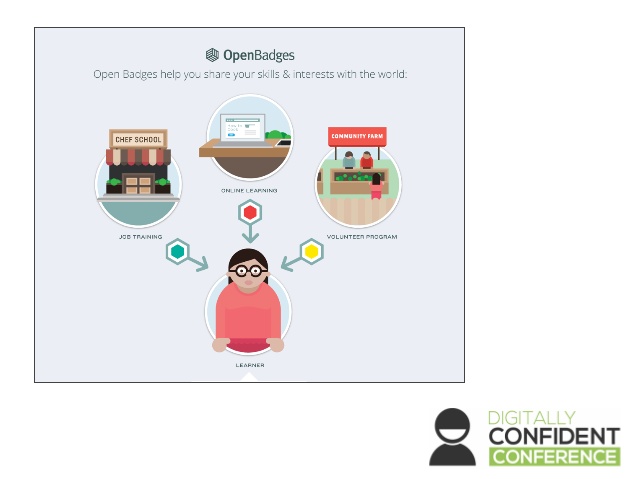 OpenBadges
Open Badges help you share your skills & interests with the world:
CHEF SCHOOL
COMMUNITY FARM
ONLINE LEARNING
JOB TRAINING
VOLUNTEER PROGRAM
LEARNER
DIGITALLY
CONFIDENT
CONFERENCE